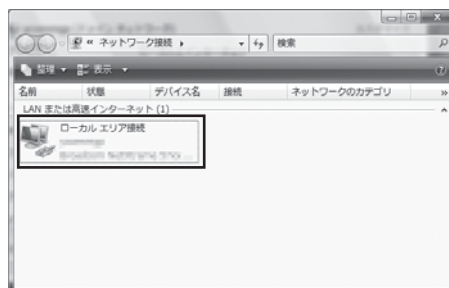 « ネットワーク接続 ▸
検索
整理 ▼ 表示 ▼
名前 状態 デバイス名 接続 ネットワークのカテゴリ »
LAN または高速インターネット (1)
ローカル エリア接続